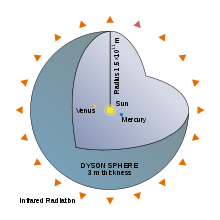 Radius 1.5 ×10¹¹ m
Sun
Venus
Mercury
DYSON SPHERE
3 m thickness
Infrared Radiation